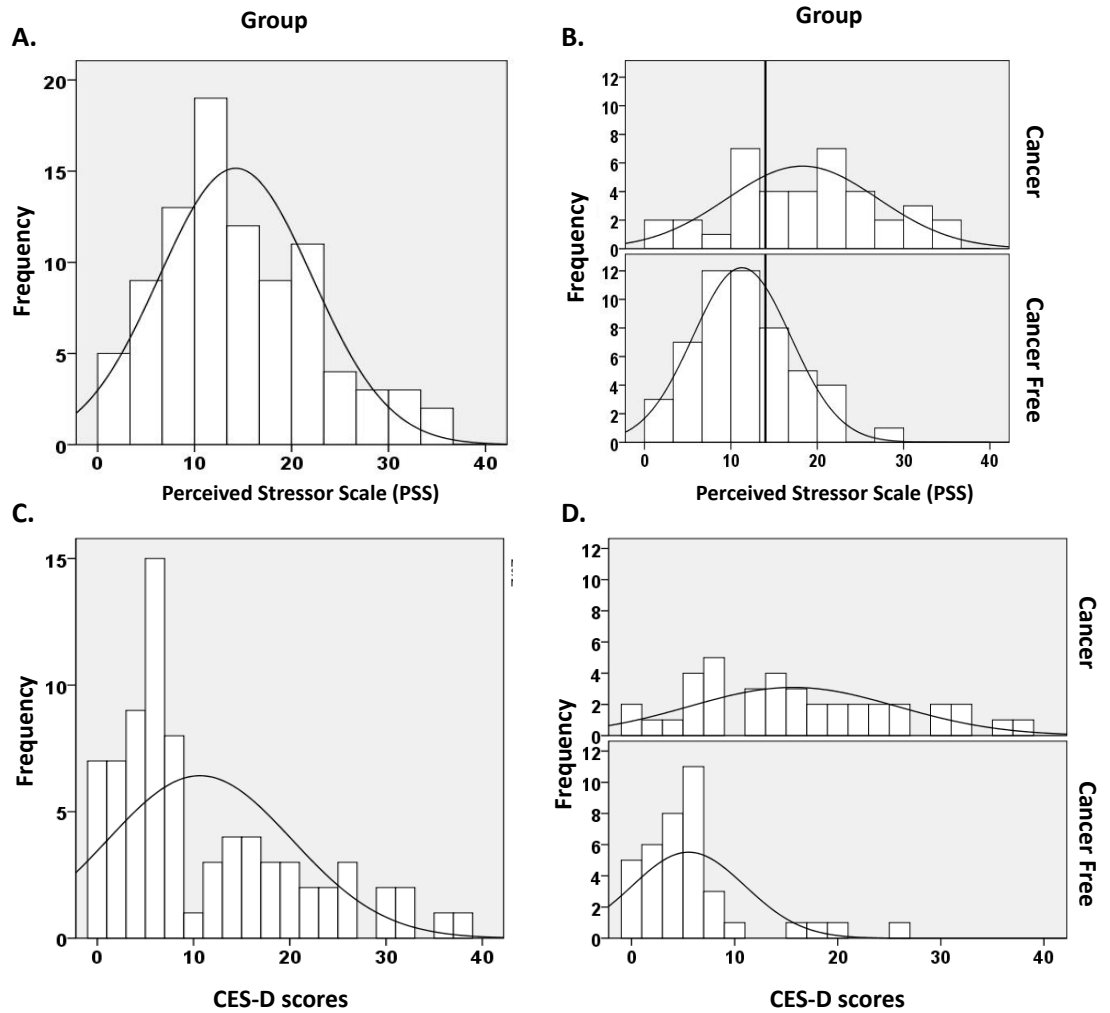 Group
A.
20
15
10
5
0
Frequency
0 10 20 30 40
Perceived Stressor Scale (PSS)
Group
B.
12
10
8
6
4
2
0
Cancer
12
10
8
6
4
2
0
Cancer Free
Frequency
0 10 20 30 40
Perceived Stressor Scale (PSS)
C.
15
10
5
0
Frequency
0 10 20 30 40
CES-D scores
D.
12
10
8
6
4
2
0
Cancer
12
10
8
6
4
2
0
Cancer Free
Frequency
0 10 20 30 40
CES-D scores